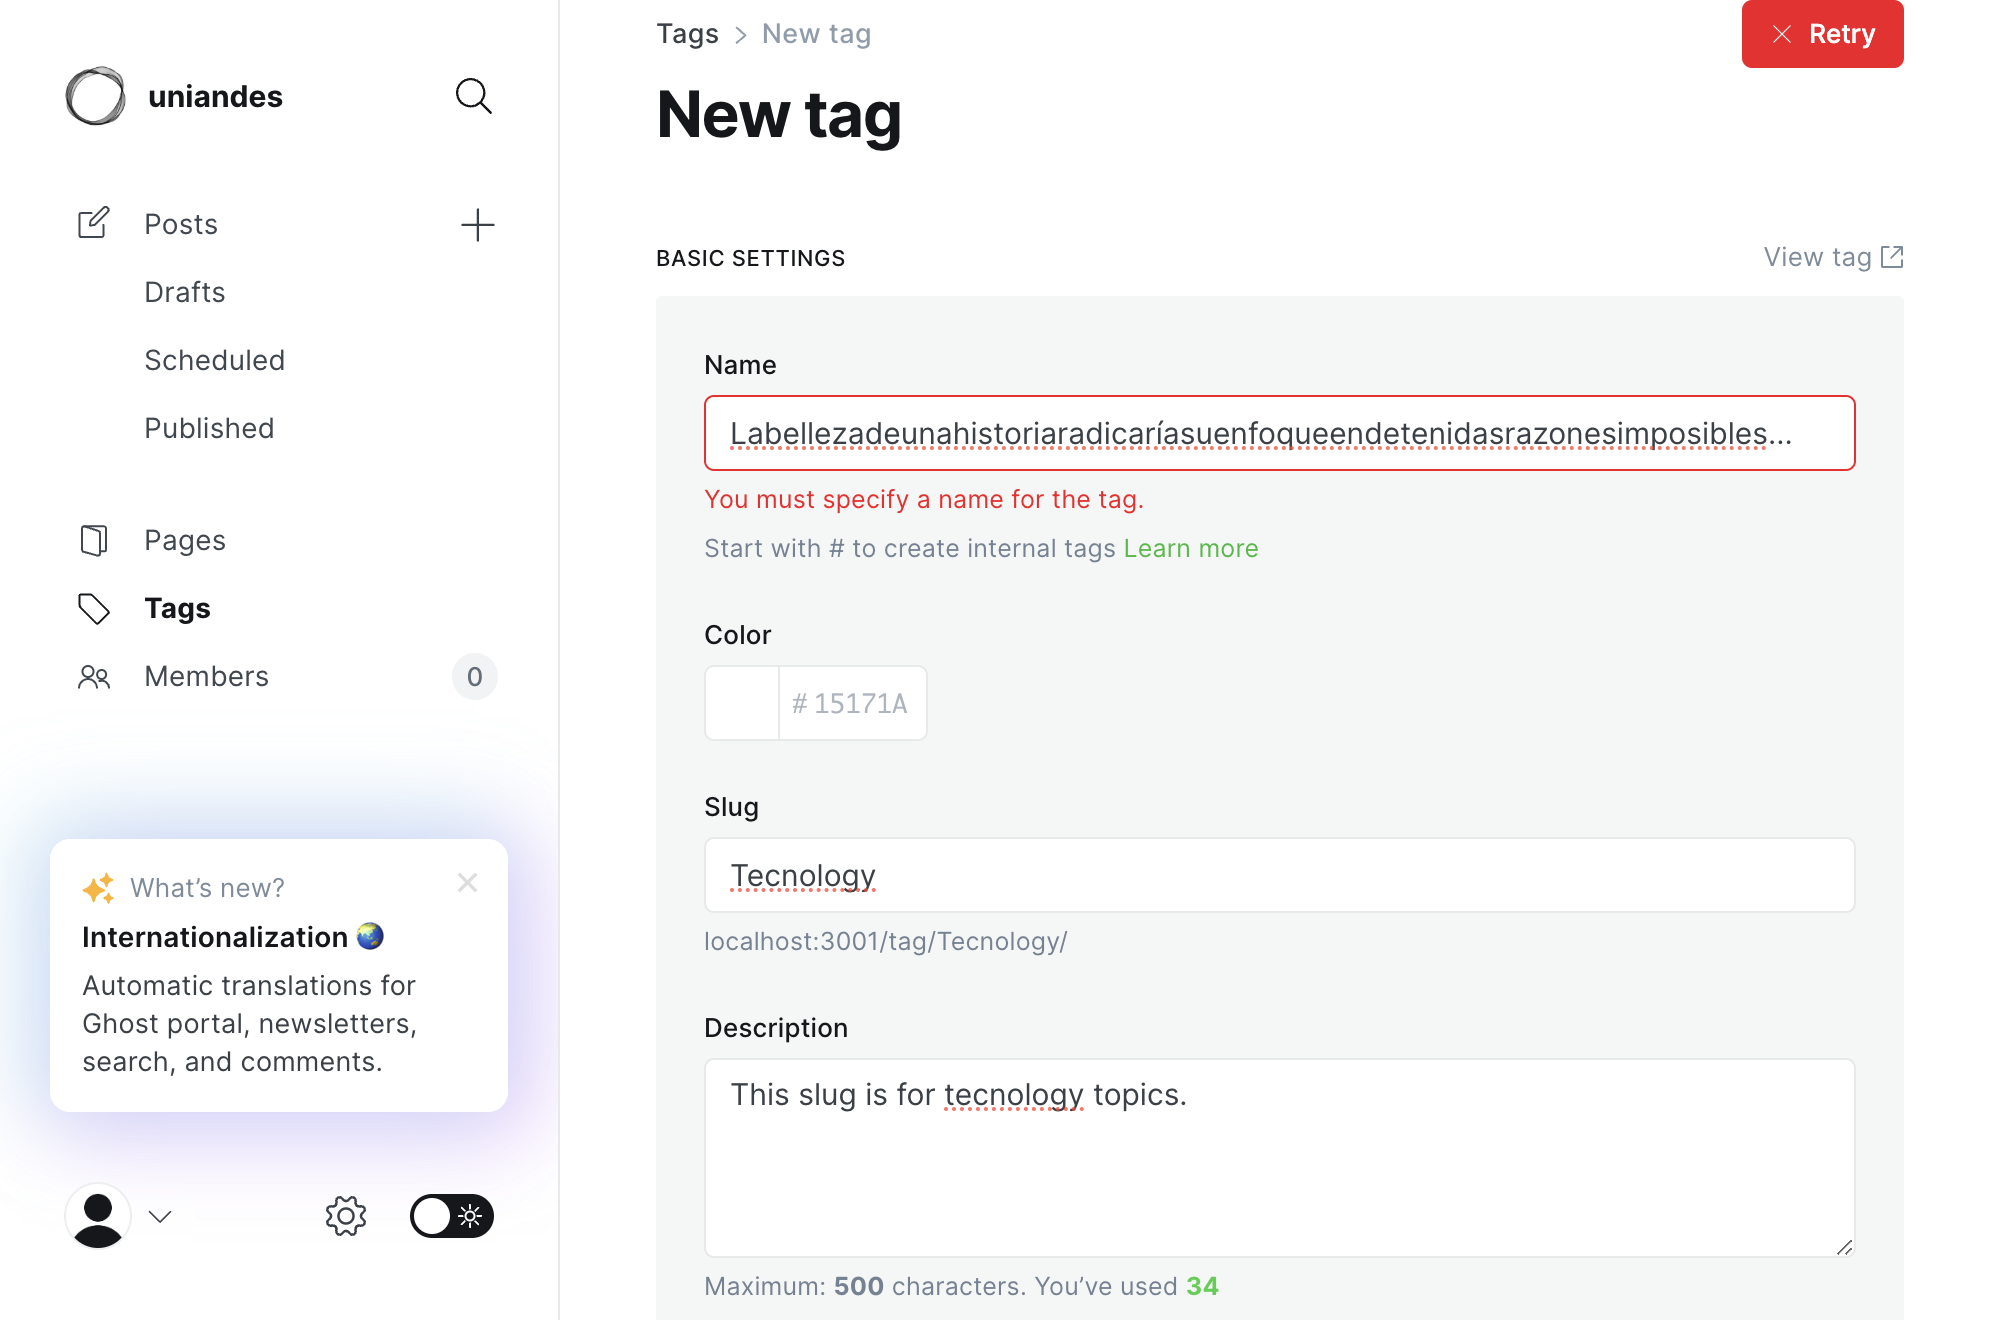 uniandes
Posts
Drafts
Scheduled
Published
Pages
Tags
Members 0
What’s new?
Internationalization
Automatic translations for
Ghost portal, newsletters,
search, and comments.
Tags > New tag
Retry
New tag
BASIC SETTINGS
View tag
Name
Labellezadeunahistoriaradicaríasuenfoqueendetenidasrazonesimposibles...
You must specify a name for the tag.
Start with # to create internal tags Learn more
Color
# 15171A
Slug
Tecnology
localhost:3001/tag/Tecnology/
Description
This slug is for tecnology topics.
Maximum: 500 characters. You’ve used 34